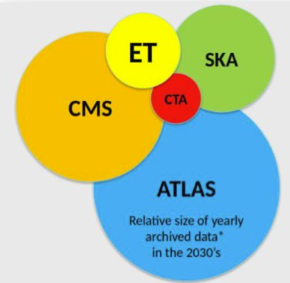 ET
SKA
CMS
CTA
ATLAS
Relative size of yearly
archived data*
in the 2030's